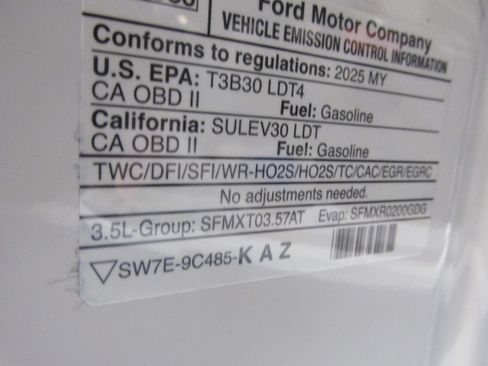 Ford Motor Company
VEHICLE EMISSION CONTROL INFORMATION
Conforms to regulations: 2025 MY
U.S. EPA: T3B30 LDT4
CA OBD II Fuel: Gasoline
California: SULEV30 LDT
CA OBD II Fuel: Gasoline
TWC/DFI/SFI/WR-HO2S/HO2S/TC/CAC/EGR/EGRC
No adjustments needed.
3.5L-Group: SFMXT03.57AT Evap: SFMXR0200GDG
SW7E-9C485-KAZ